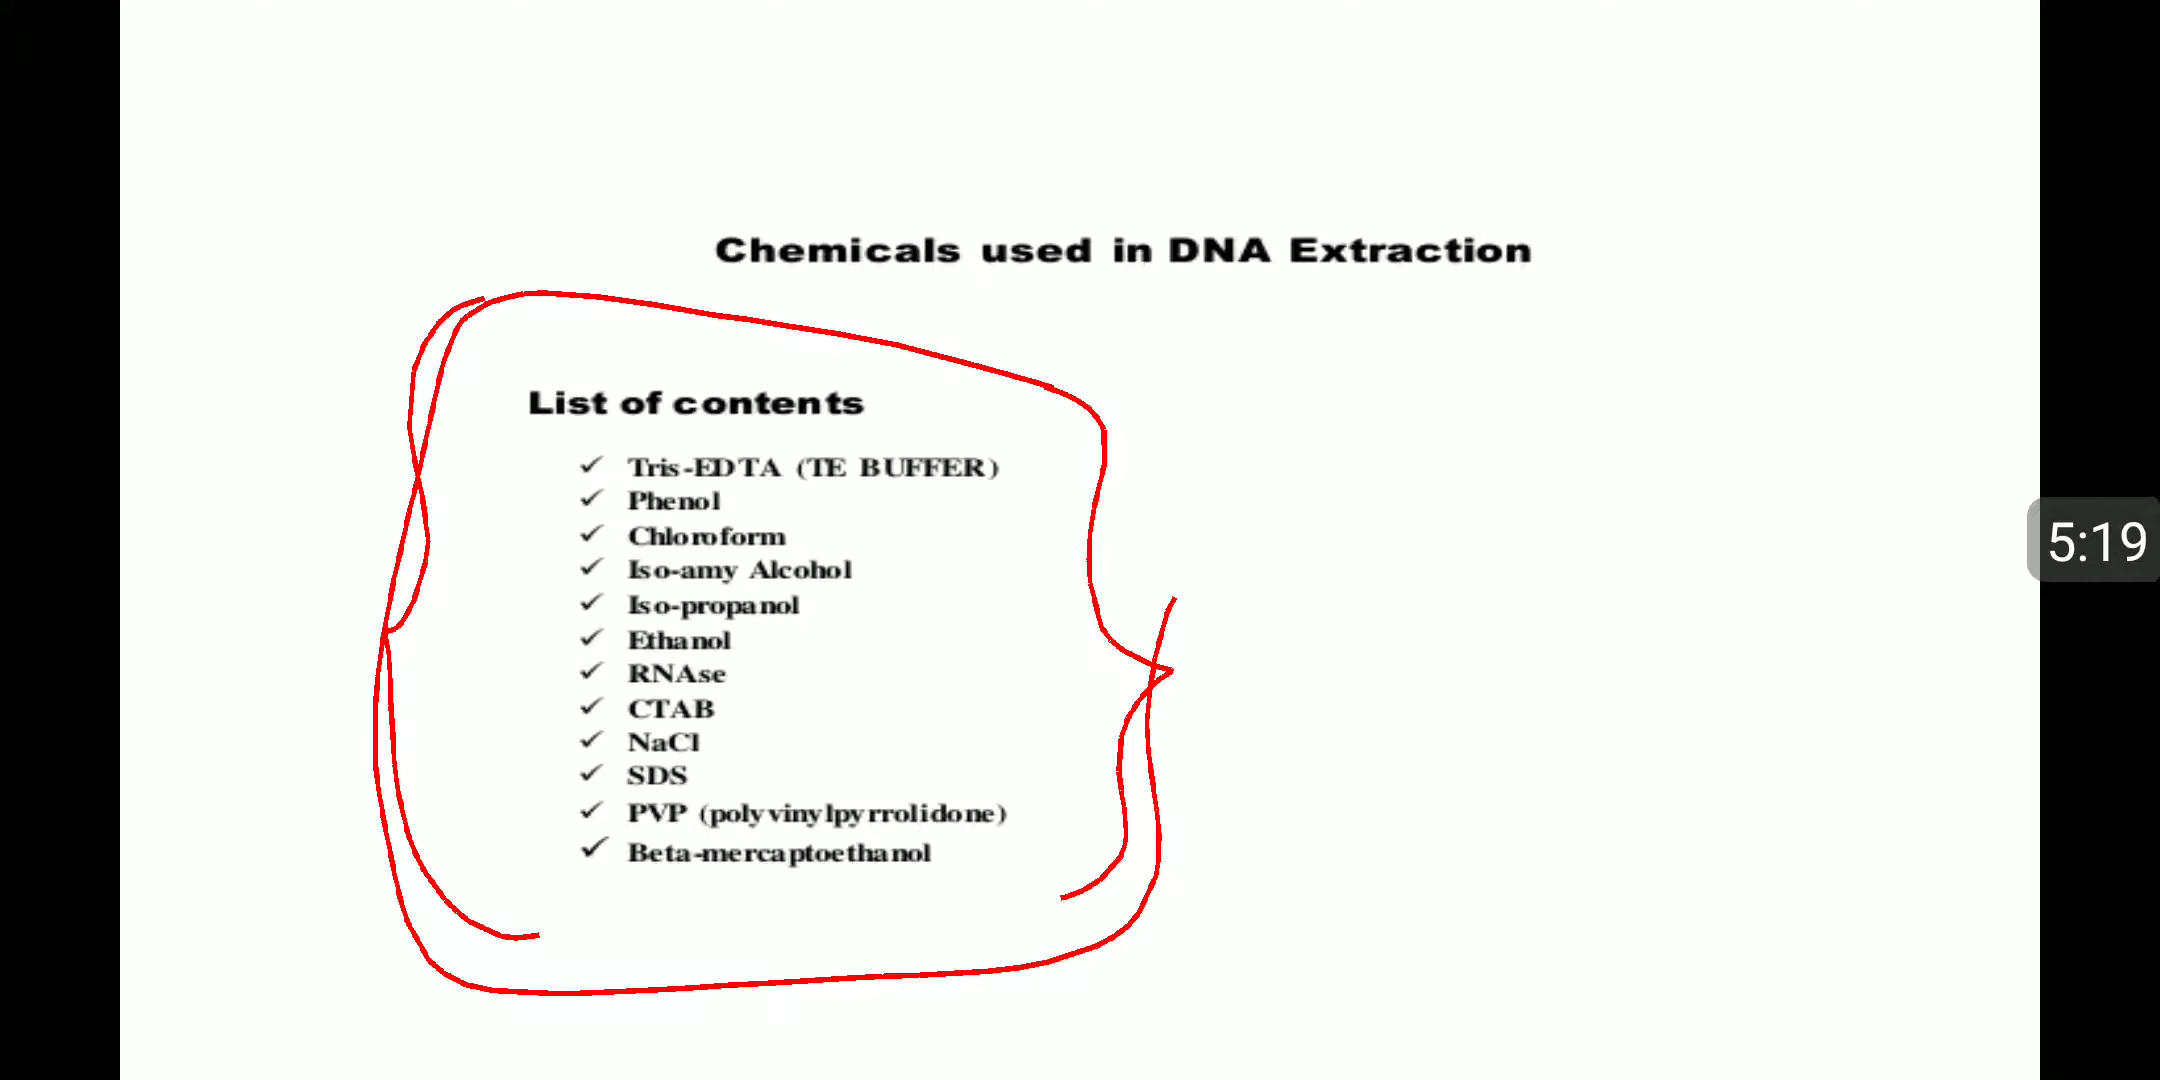 Chemicals used in DNA Extraction
List of contents
✓ Tris-EDTA (TE BUFFER)
✓ Phenol
✓ Chloroform
✓ Iso-amy Alcohol
✓ Iso-propanol
✓ Ethanol
✓ RNAse
✓ CTAB
✓ NaCl
✓ SDS
✓ PVP (polyvinylpyrrolidone)
✓ Beta-mercaptoethanol
5:19